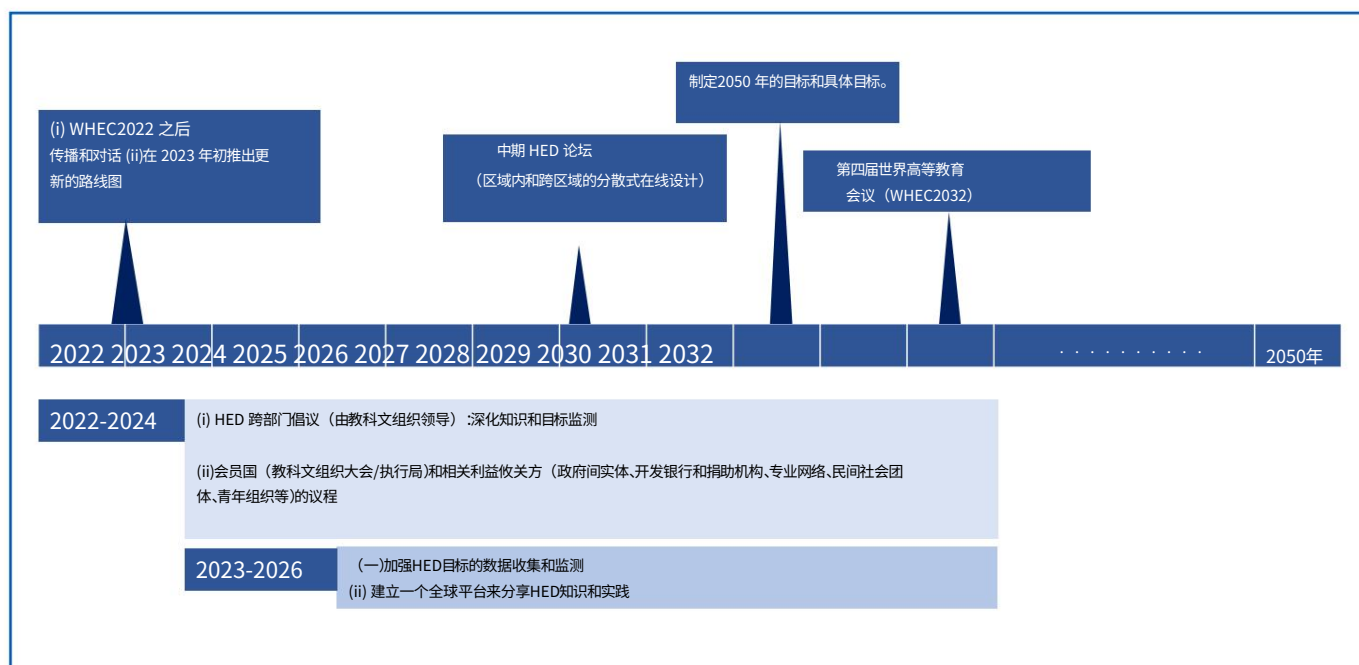 制定2050 年的目标和具体目标。
(i) WHEC2022 之后
传播和对话 (ii)在 2023 年初推出更
新的路线图
中期 HED 论坛
（区域内和跨区域的分散式在线设计）
第四届世界高等教育
会议（WHEC2032）
2022 2023 2024 2025 2026 2027 2028 2029 2030 2031 2032
. . . . . . . . . .
2050年
2022-2024
(i) HED 跨部门倡议（由教科文组织领导）:深化知识和目标监测
(ii)会员国（教科文组织大会/执行局)和相关利益攸关方（政府间实体、开发银行和捐助机构、专业网络、民间社会团
体、青年组织等)的议程
2023-2026
（一)加强HED目标的数据收集和监测
(ii) 建立一个全球平台来分享HED知识和实践